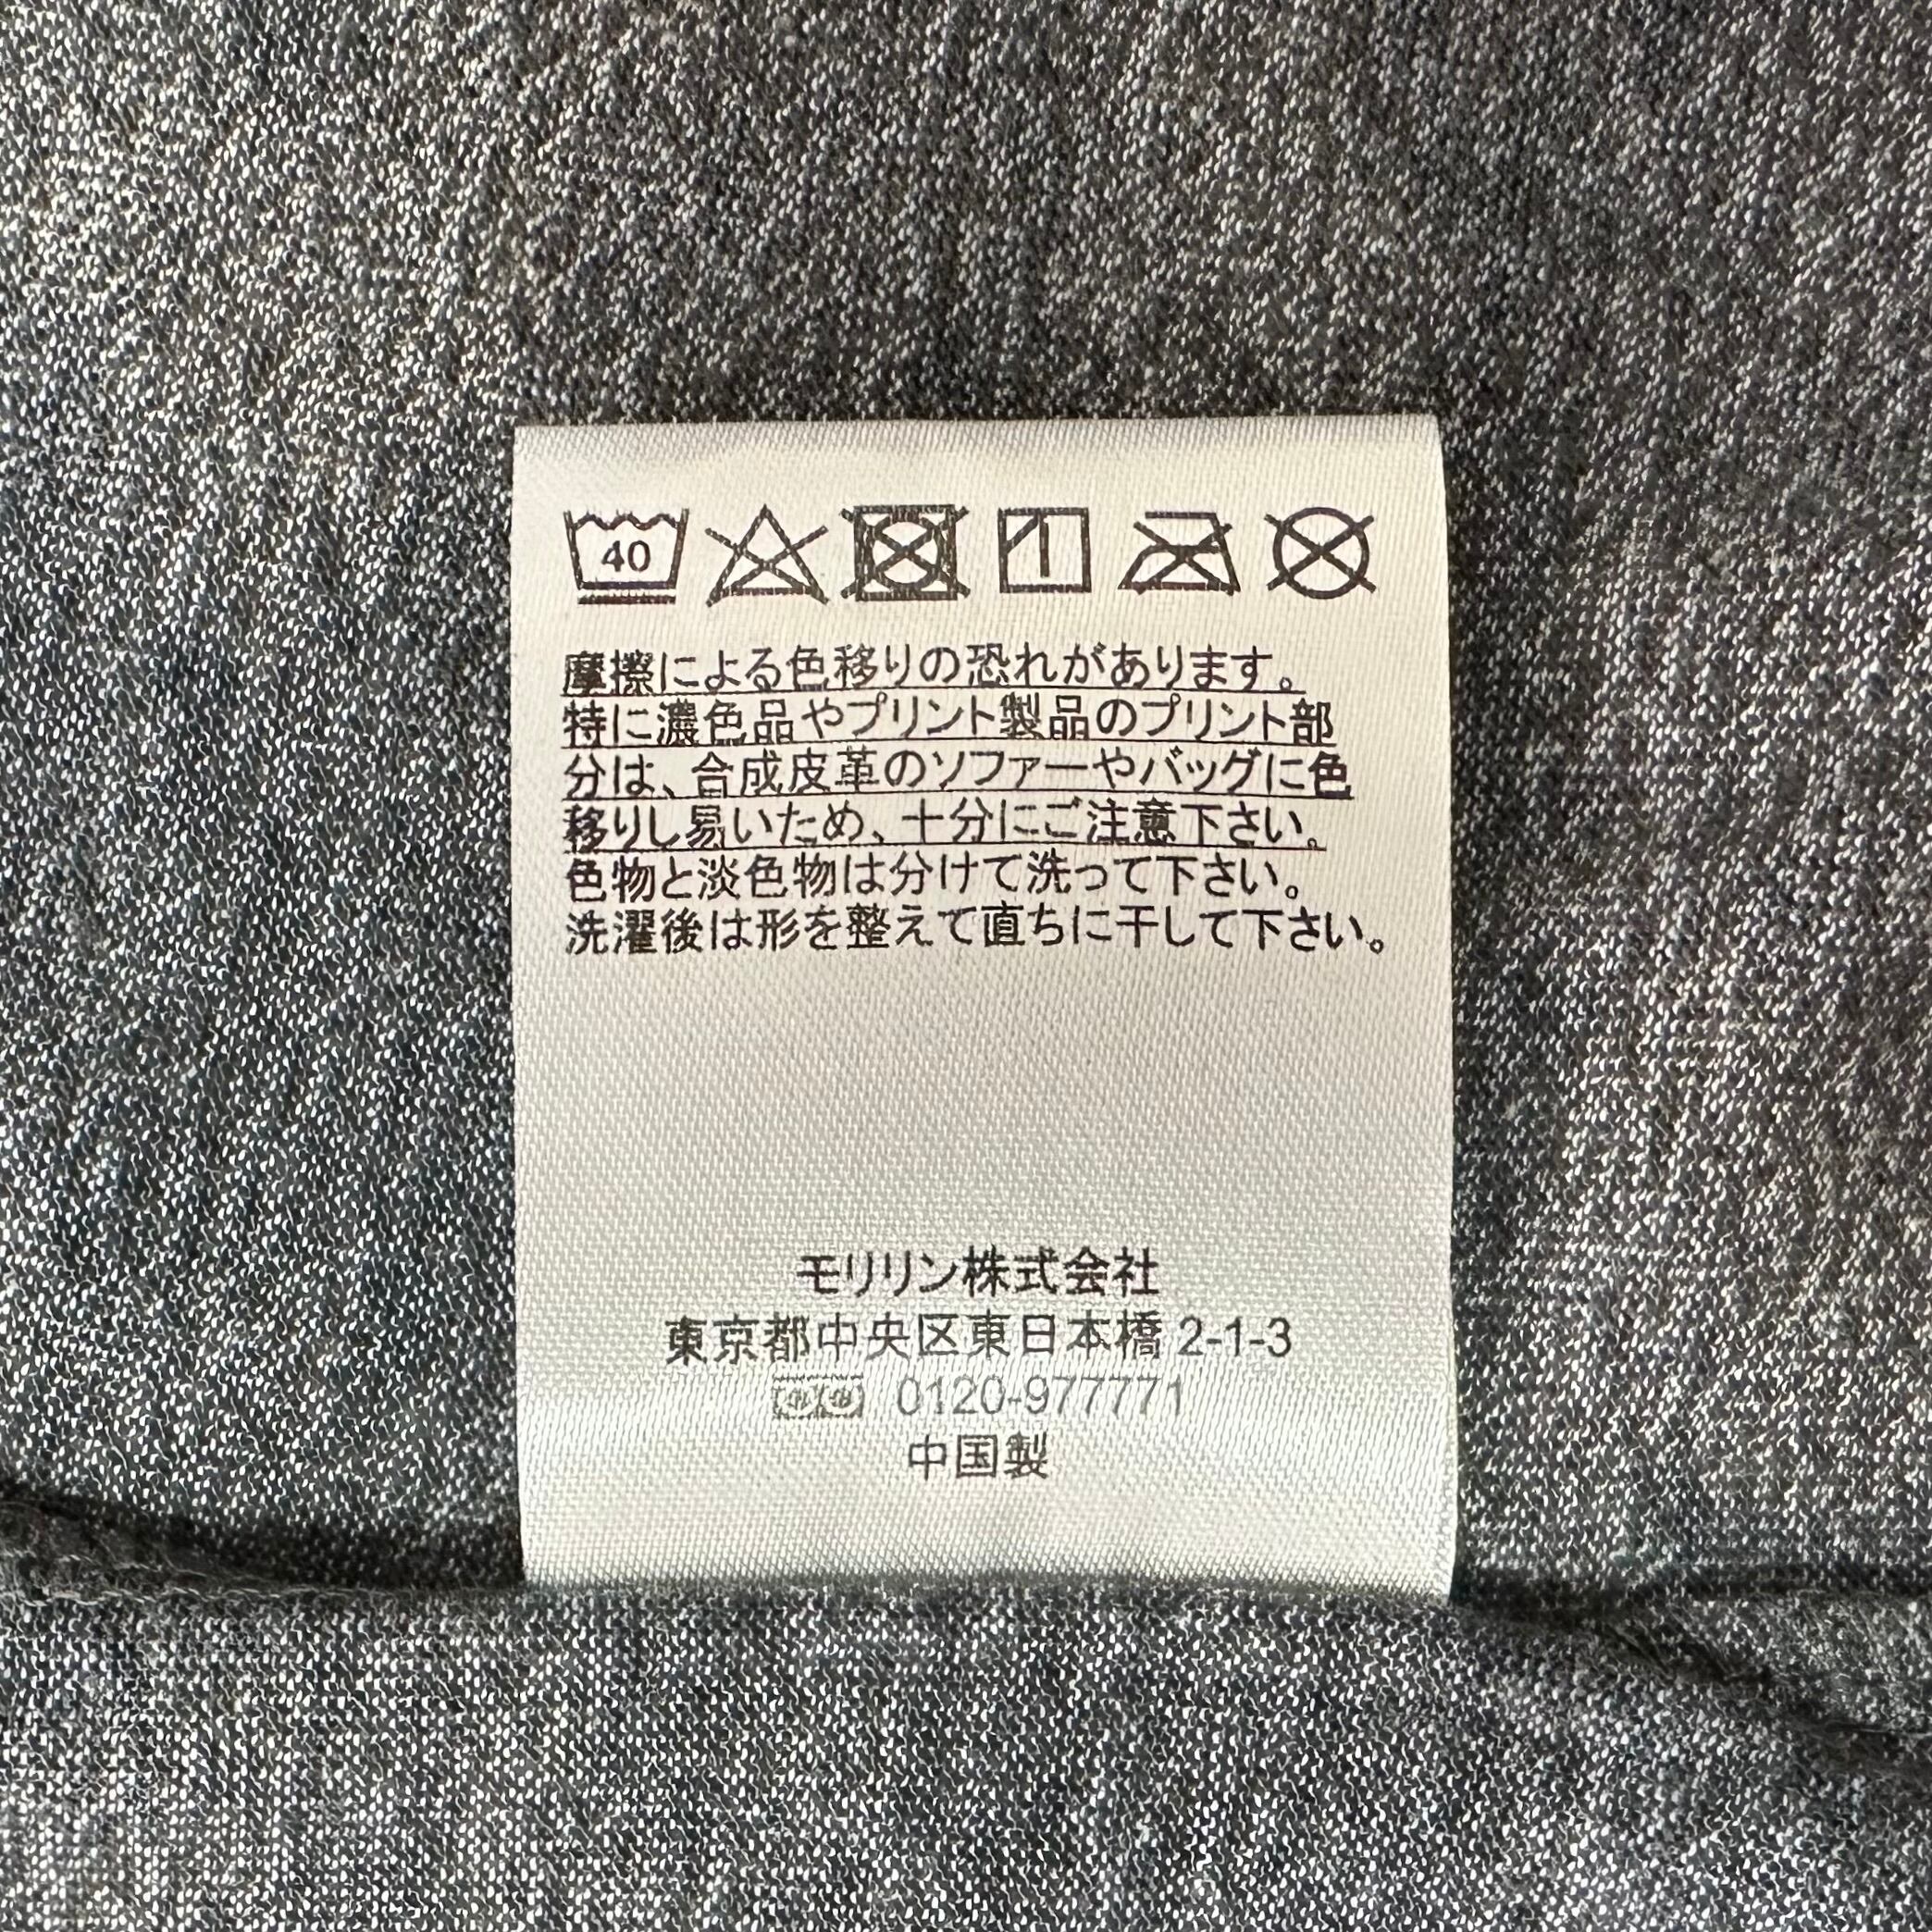 40
摩擦による色移りの恐れがあります。
特に濃色品やプリント製品のプリント部
分は、合成皮革のソファーやバッグに色
移りし易いため、十分にご注意下さい。
色物と淡色物は分けて洗って下さい。
洗濯後は形を整えて直ちに干して下さい。
モリリン株式会社
東京都中央区東日本橋 2-1-3
0120-977771
中国製